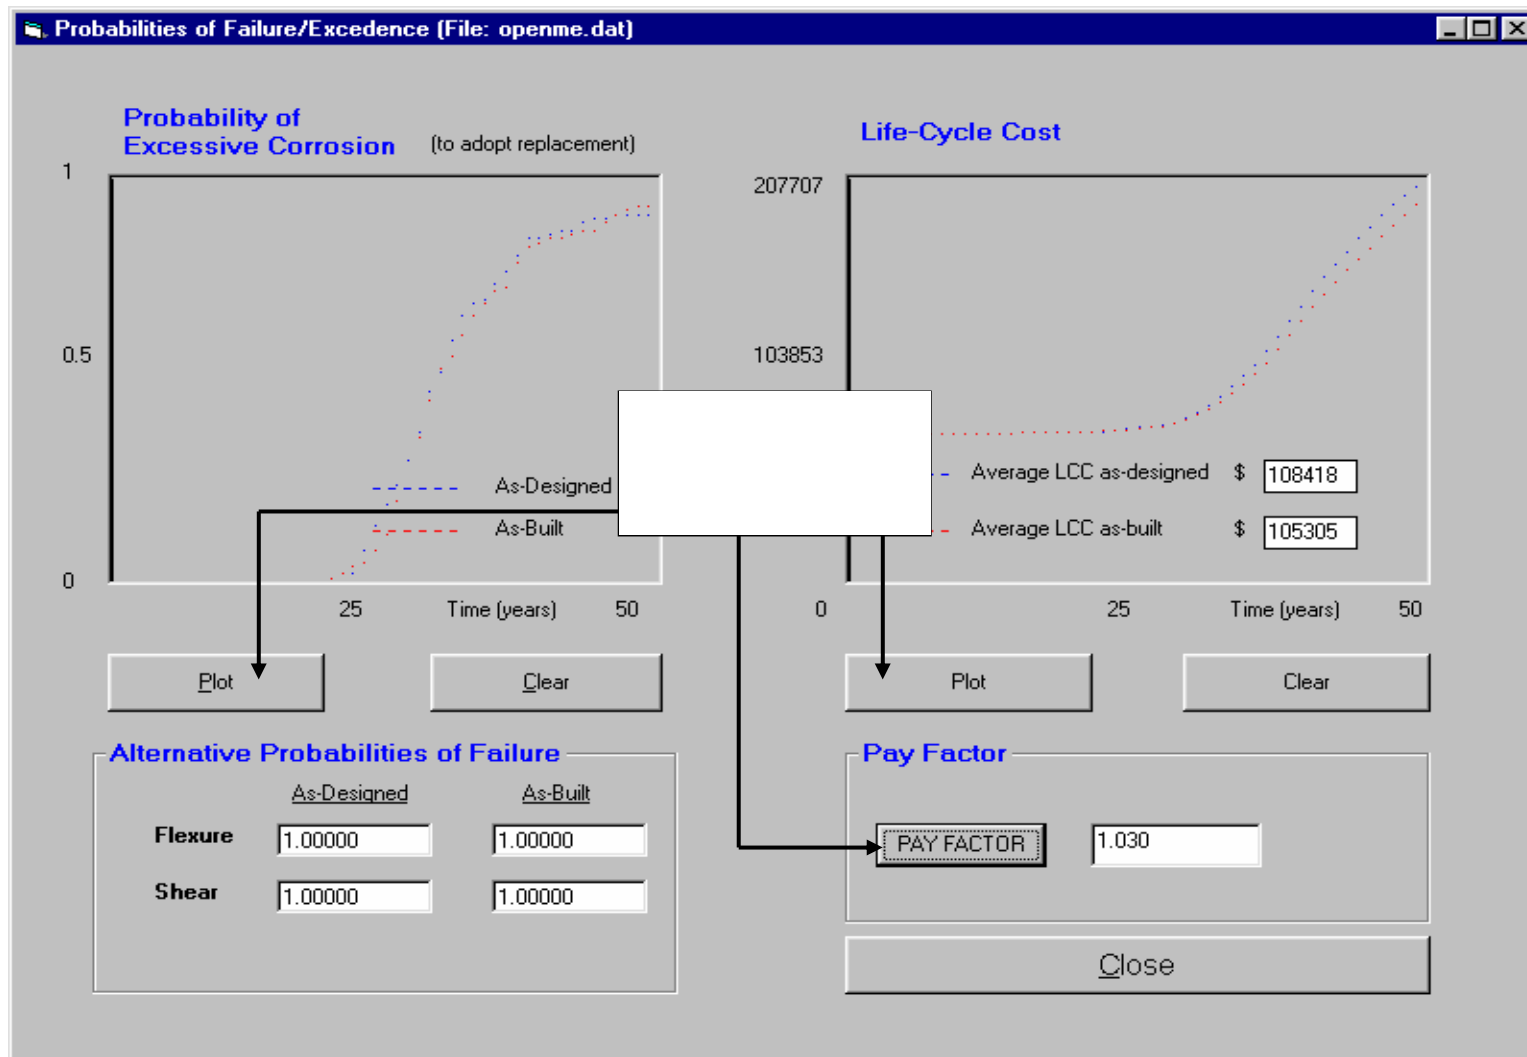 Probabilities of Failure/Excedence (File: openme.dat)
Probability of
Excessive Corrosion (to adopt replacement)
1
0.5
0
25 Time (years) 50
As-Designed
As-Built
Plot Clear
Life-Cycle Cost
207707
103853
0
25 Time (years) 50
Average LCC as-designed $ 108418
Average LCC as-built $ 105305
Plot Clear
Alternative Probabilities of Failure
As-Designed As-Built
Flexure 1.00000 1.00000
Shear 1.00000 1.00000
Pay Factor
PAY FACTOR 1.030
Close